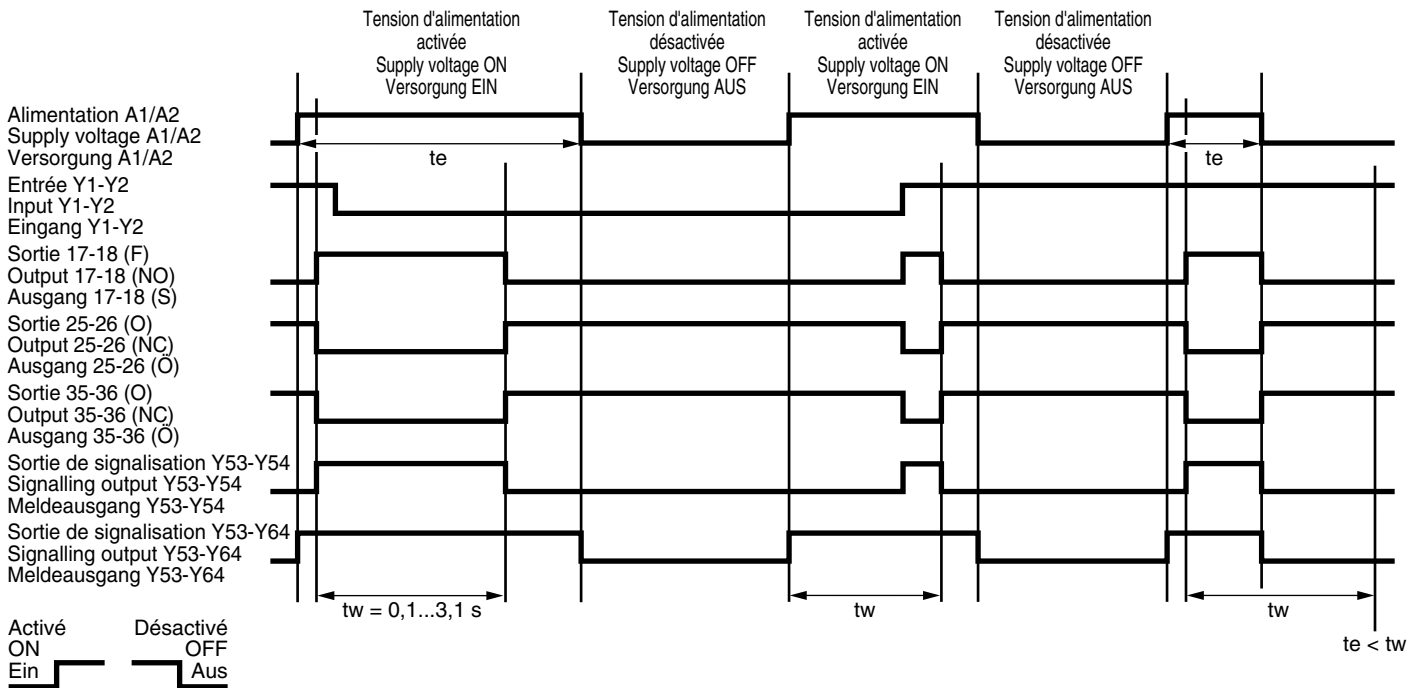 Tension d'alimentation
activée
Supply voltage ON
Versorgung EIN
Tension d'alimentation
désactivée
Supply voltage OFF
Versorgung AUS
Tension d'alimentation
activée
Supply voltage ON
Versorgung EIN
Tension d'alimentation
désactivée
Supply voltage OFF
Versorgung AUS
Alimentation A1/A2
Supply voltage A1/A2
Versorgung A1/A2
te
te
Entrée Y1-Y2
Input Y1-Y2
Eingang Y1-Y2
Sortie 17-18 (F)
Output 17-18 (NO)
Ausgang 17-18 (S)
Sortie 25-26 (O)
Output 25-26 (NC)
Ausgang 25-26 (Ö)
Sortie 35-36 (O)
Output 35-36 (NC)
Ausgang 35-36 (Ö)
Sortie de signalisation Y53-Y54
Signalling output Y53-Y54
Meldeausgang Y53-Y54
Sortie de signalisation Y53-Y64
Signalling output Y53-Y64
Meldeausgang Y53-Y64
tw = 0,1...3,1 s
tw
tw
te < tw
Activé Désactivé
ON OFF
Ein Aus